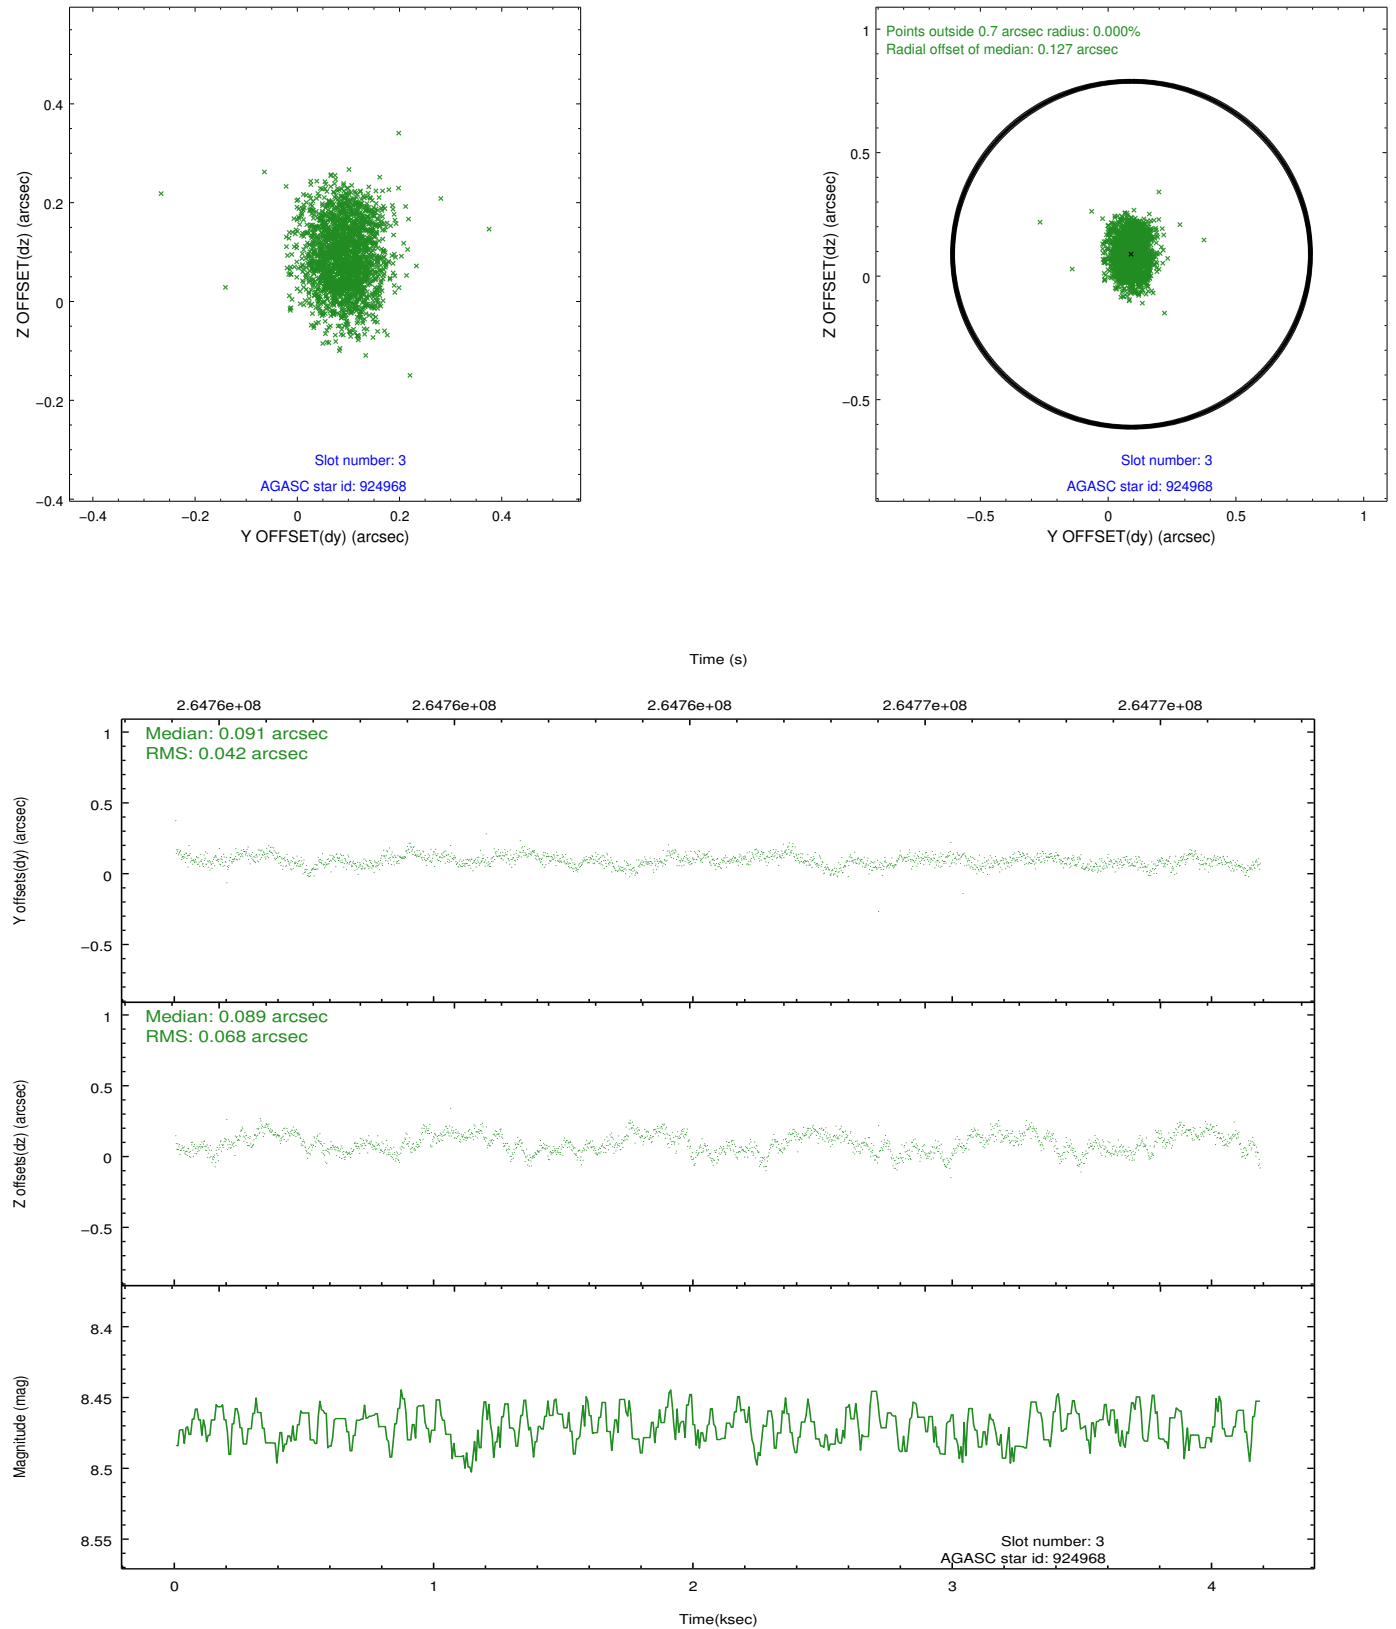 0.4
0.2
0
−0.2
−0.4
Z OFFSET(dz) (arcsec)
Slot number: 3
AGASC star id: 924968
−0.4 −0.2 0 0.2 0.4
Y OFFSET(dy) (arcsec)
Points outside 0.7 arcsec radius: 0.000%
Radial offset of median: 0.127 arcsec
1
0.5
0
−0.5
Z OFFSET(dz) (arcsec)
Slot number: 3
AGASC star id: 924968
−0.5 0 0.5 1
Y OFFSET(dy) (arcsec)
Time (s)
2.6476e+08 2.6476e+08 2.6476e+08 2.6477e+08 2.6477e+08
Median: 0.091 arcsec
RMS: 0.042 arcsec
1
0.5
0
−0.5
Y offsets(dy) (arcsec)
Median: 0.089 arcsec
RMS: 0.068 arcsec
1
0.5
0
−0.5
Z offsets(dz) (arcsec)
8.4
8.45
8.5
8.55
Magnitude (mag)
Slot number: 3
AGASC star id: 924968
0 1 2 3 4
Time(ksec)